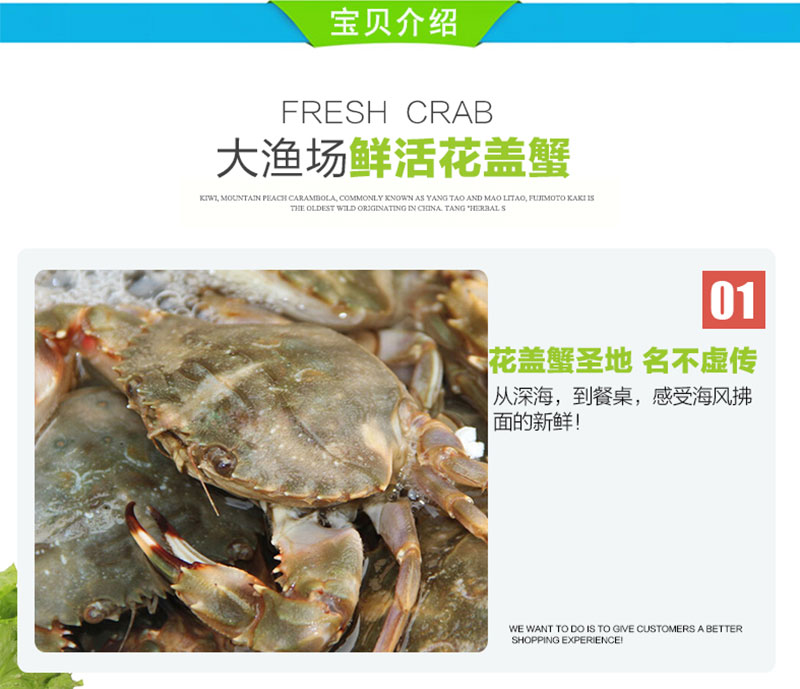 宝贝介绍
FRESH CRAB
大渔场鲜活花盖蟹
KIWI, MOUNTAIN PEACH CARAMBOLA, COMMONLY KNOWN AS YANG TAO AND MAO LITAO, FUJIMOTO KAKI IS
THE OLDEST WILD ORIGINATING IN CHINA. TANG "HERBAL S
01
花盖蟹圣地 名不虚传
从深海，到餐桌，感受海风拂
面的新鲜！
WE WANT TO DO IS TO GIVE CUSTOMERS A BETTER
SHOPPING EXPERIENCE!